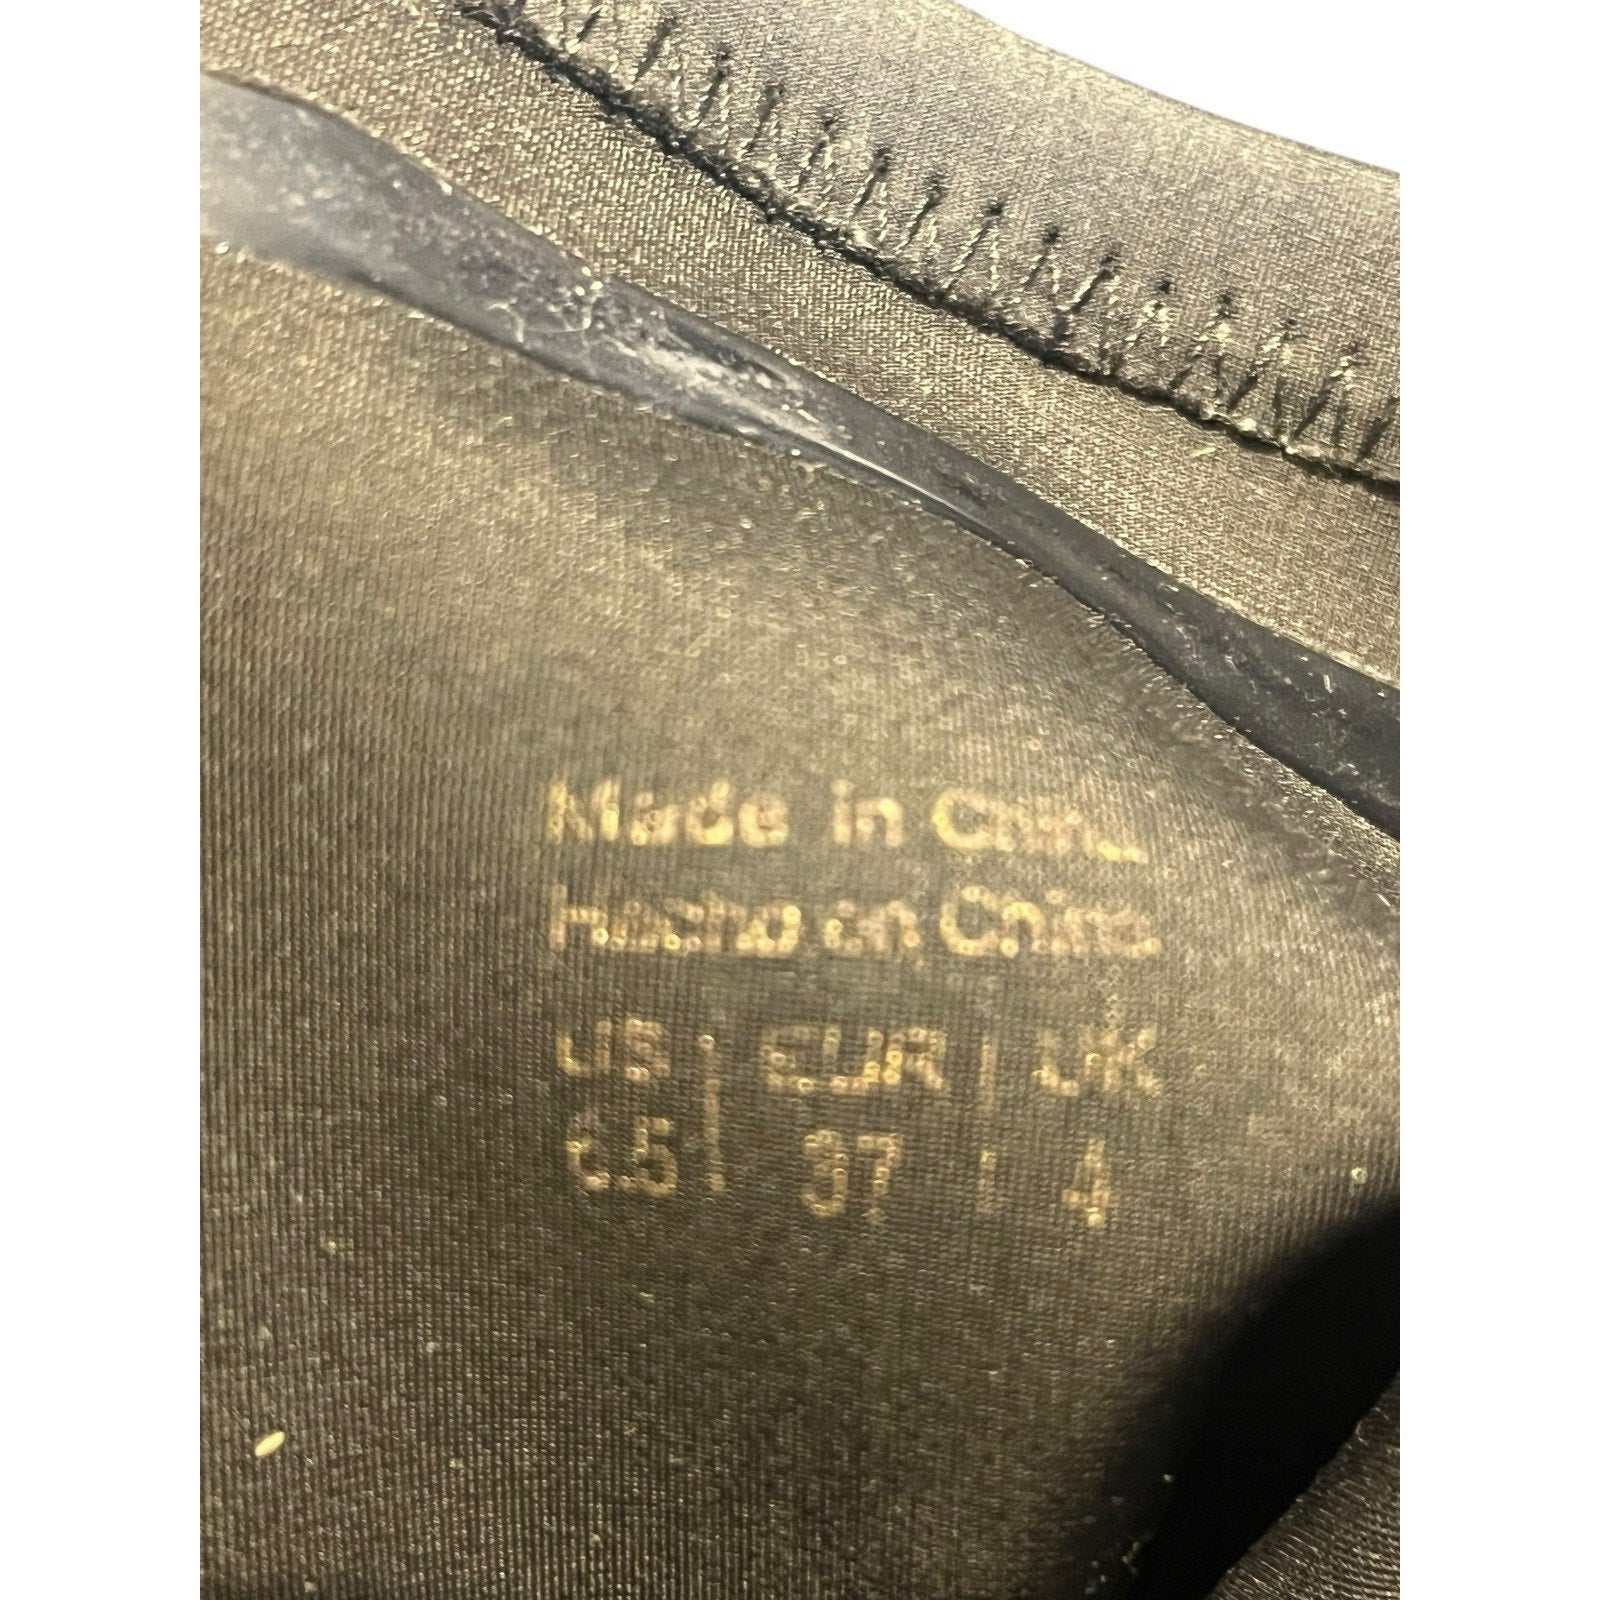 Made in China
Hecho en China
US | EUR | UK
6.5 | 37 | 4